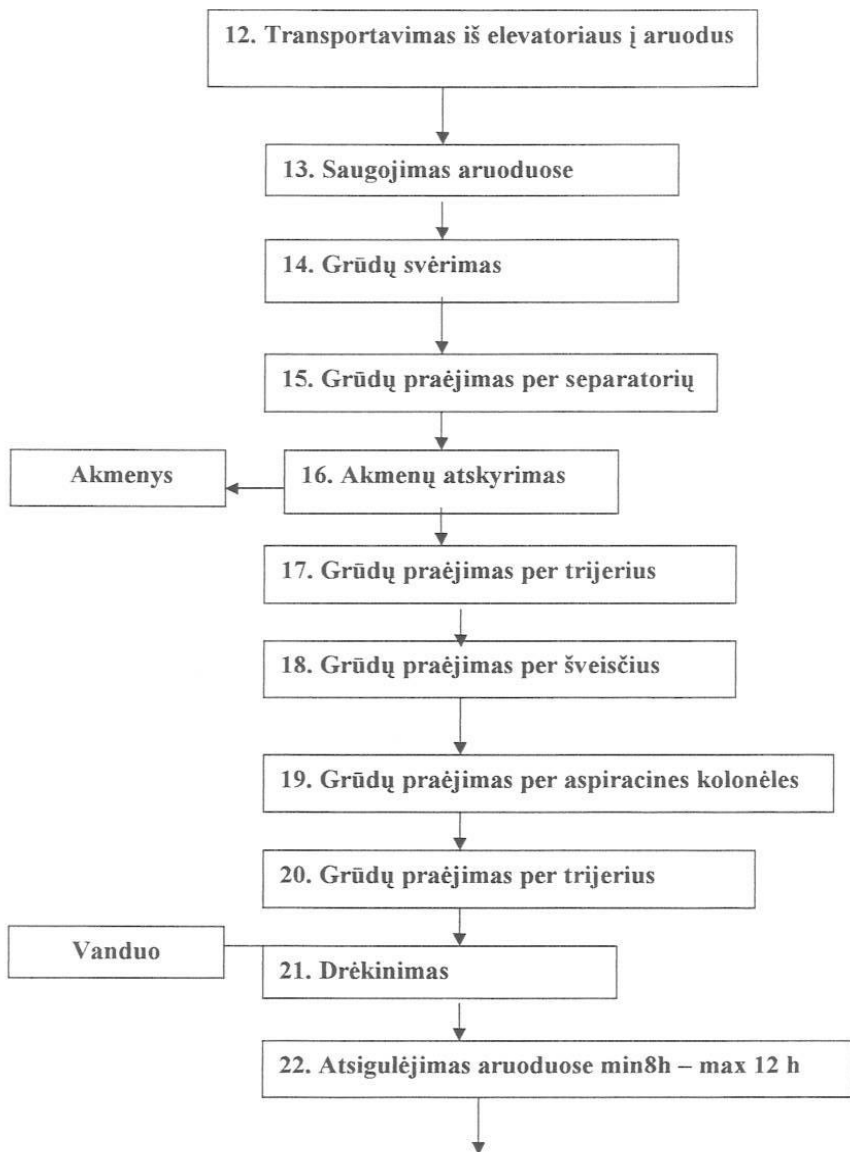 12. Transportavimas iš elevatoriaus į aruodus
13. Saugojimas aruoduose
14. Grūdų svėrimas
15. Grūdų praėjimas per separatorių
Akmenys
16. Akmenų atskyrimas
17. Grūdų praėjimas per trijerius
18. Grūdų praėjimas per šveisčius
19. Grūdų praėjimas per aspiracines kolonėles
20. Grūdų praėjimas per trijerius
Vanduo
21. Drėkinimas
22. Atsigulėjimas aruoduose min8h – max 12 h